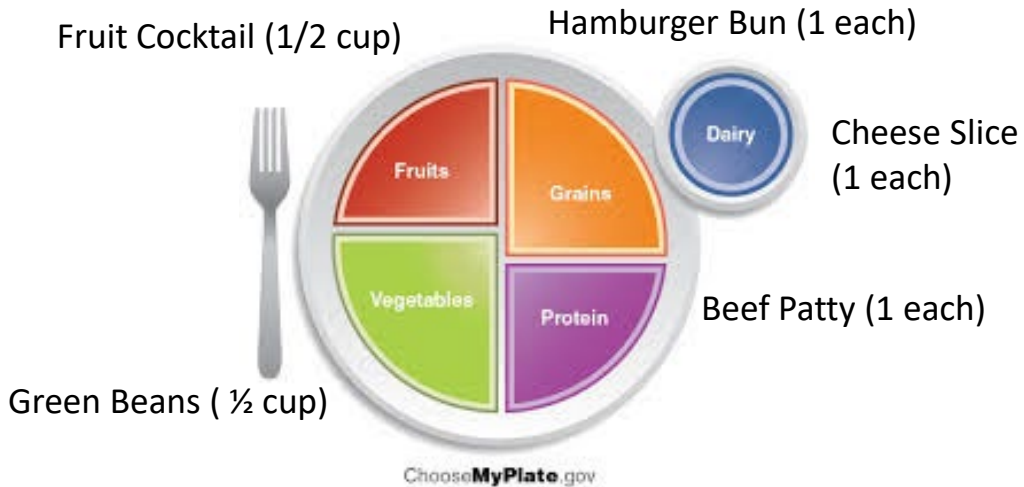 Hamburger Bun (1 each)
Fruit Cocktail (1/2 cup)
Dairy
Cheese Slice
(1 each)
Fruits
Grains
Vegetables
Protein
Beef Patty (1 each)
Green Beans ( ½ cup)
ChooseMyPlate.gov